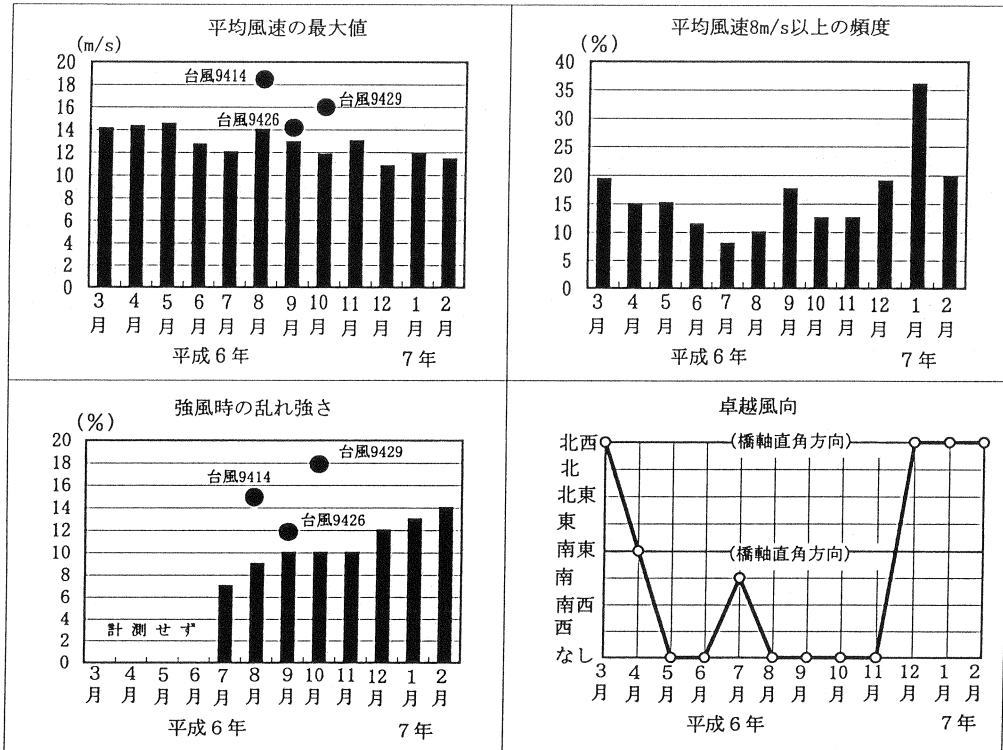 平均風速の最大値
(m/s)
20
18
16
14
12
10
8
6
4
2
0
台風9414
台風9426
台風9429
3月 4月 5月 6月 7月 8月 9月 10月 11月 12月 1月 2月
平成6年 7年
平均風速8m/s以上の頻度
(%)
40
35
30
25
20
15
10
5
0
3月 4月 5月 6月 7月 8月 9月 10月 11月 12月 1月 2月
平成6年 7年
強風時の乱れ強さ
(%)
20
18
16
14
12
10
8
6
4
2
0
台風9429
台風9414
台風9426
計測せず
3月 4月 5月 6月 7月 8月 9月 10月 11月 12月 1月 2月
平成6年 7年
卓越風向
北西
北
北東
東
南東
南
南西
西
なし
(橋軸直角方向)
(橋軸直角方向)
3月 4月 5月 6月 7月 8月 9月 10月 11月 12月 1月 2月
平成6年 7年